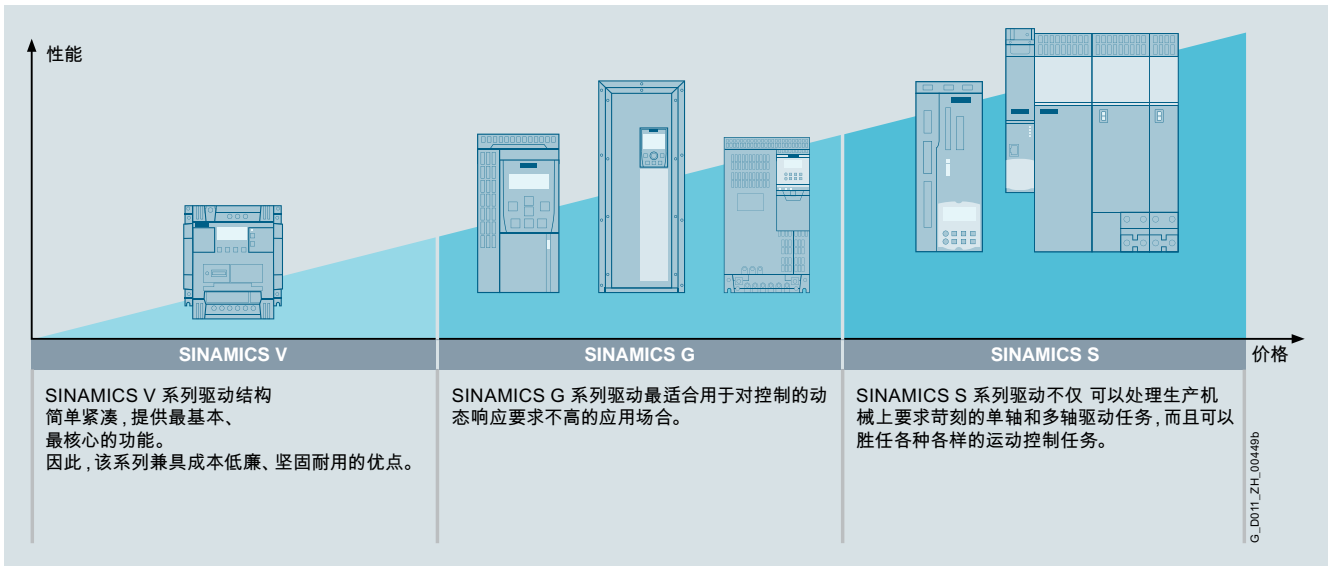 性能
SINAMICS V
SINAMICS G
SINAMICS S
价格
SINAMICS V 系列驱动结构
简单紧凑，提供最基本、
最核心的功能。
因此，该系列兼具成本低廉、坚固耐用的优点。
SINAMICS G 系列驱动最适合用于对控制的动
态响应要求不高的应用场合。
SINAMICS S 系列驱动不仅 可以处理生产机
械上要求苛刻的单轴和多轴驱动任务，而且可以
胜任各种各样的运动控制任务。
G_D011_ZH_00449b